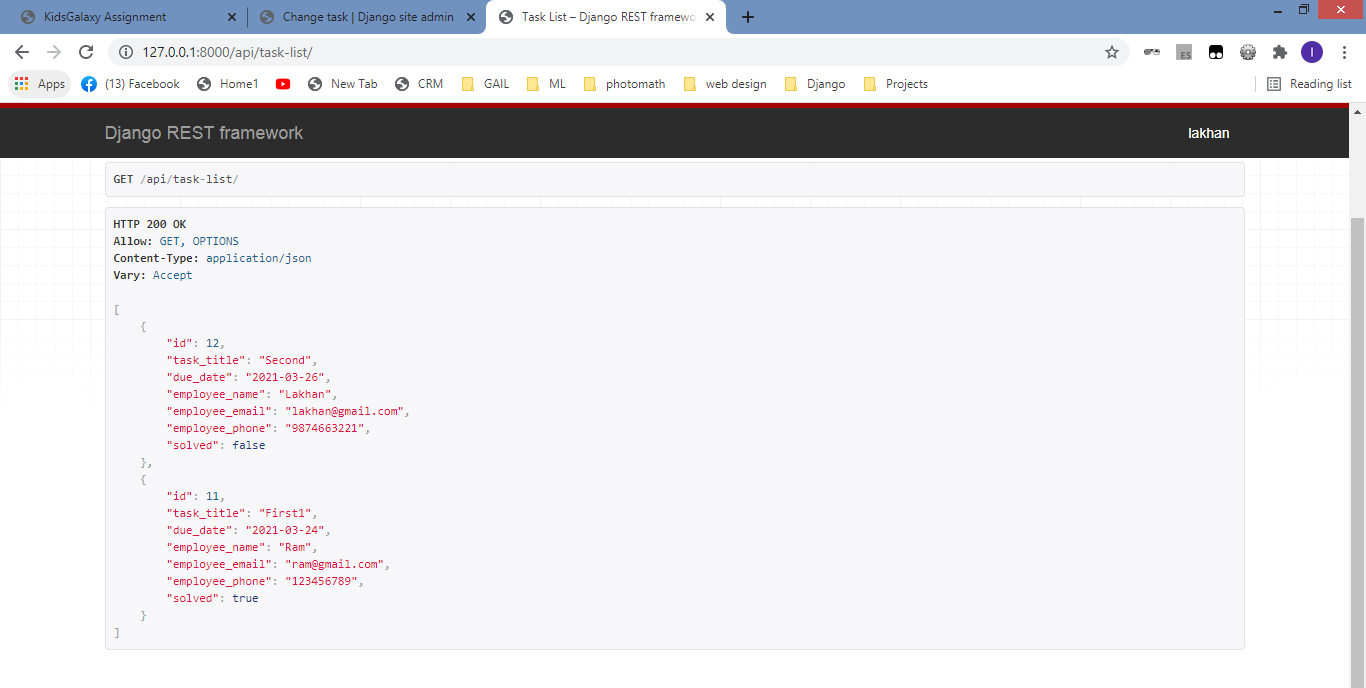 KidsGalaxy Assignment
Change task | Django site admin
Task List – Django REST framewo
127.0.0.1:8000/api/task-list/
ES
I
Apps
(13) Facebook
Home1
New Tab
CRM
GAIL
ML
photomath
web design
Django
Projects
Reading list
Django REST framework
lakhan
GET /api/task-list/
HTTP 200 OK
Allow: GET, OPTIONS
Content-Type: application/json
Vary: Accept
[
    {
        "id": 12,
        "task_title": "Second",
        "due_date": "2021-03-26",
        "employee_name": "Lakhan",
        "employee_email": "lakhan@gmail.com",
        "employee_phone": "9874663221",
        "solved": false
    },
    {
        "id": 11,
        "task_title": "First1",
        "due_date": "2021-03-24",
        "employee_name": "Ram",
        "employee_email": "ram@gmail.com",
        "employee_phone": "123456789",
        "solved": true
    }
]